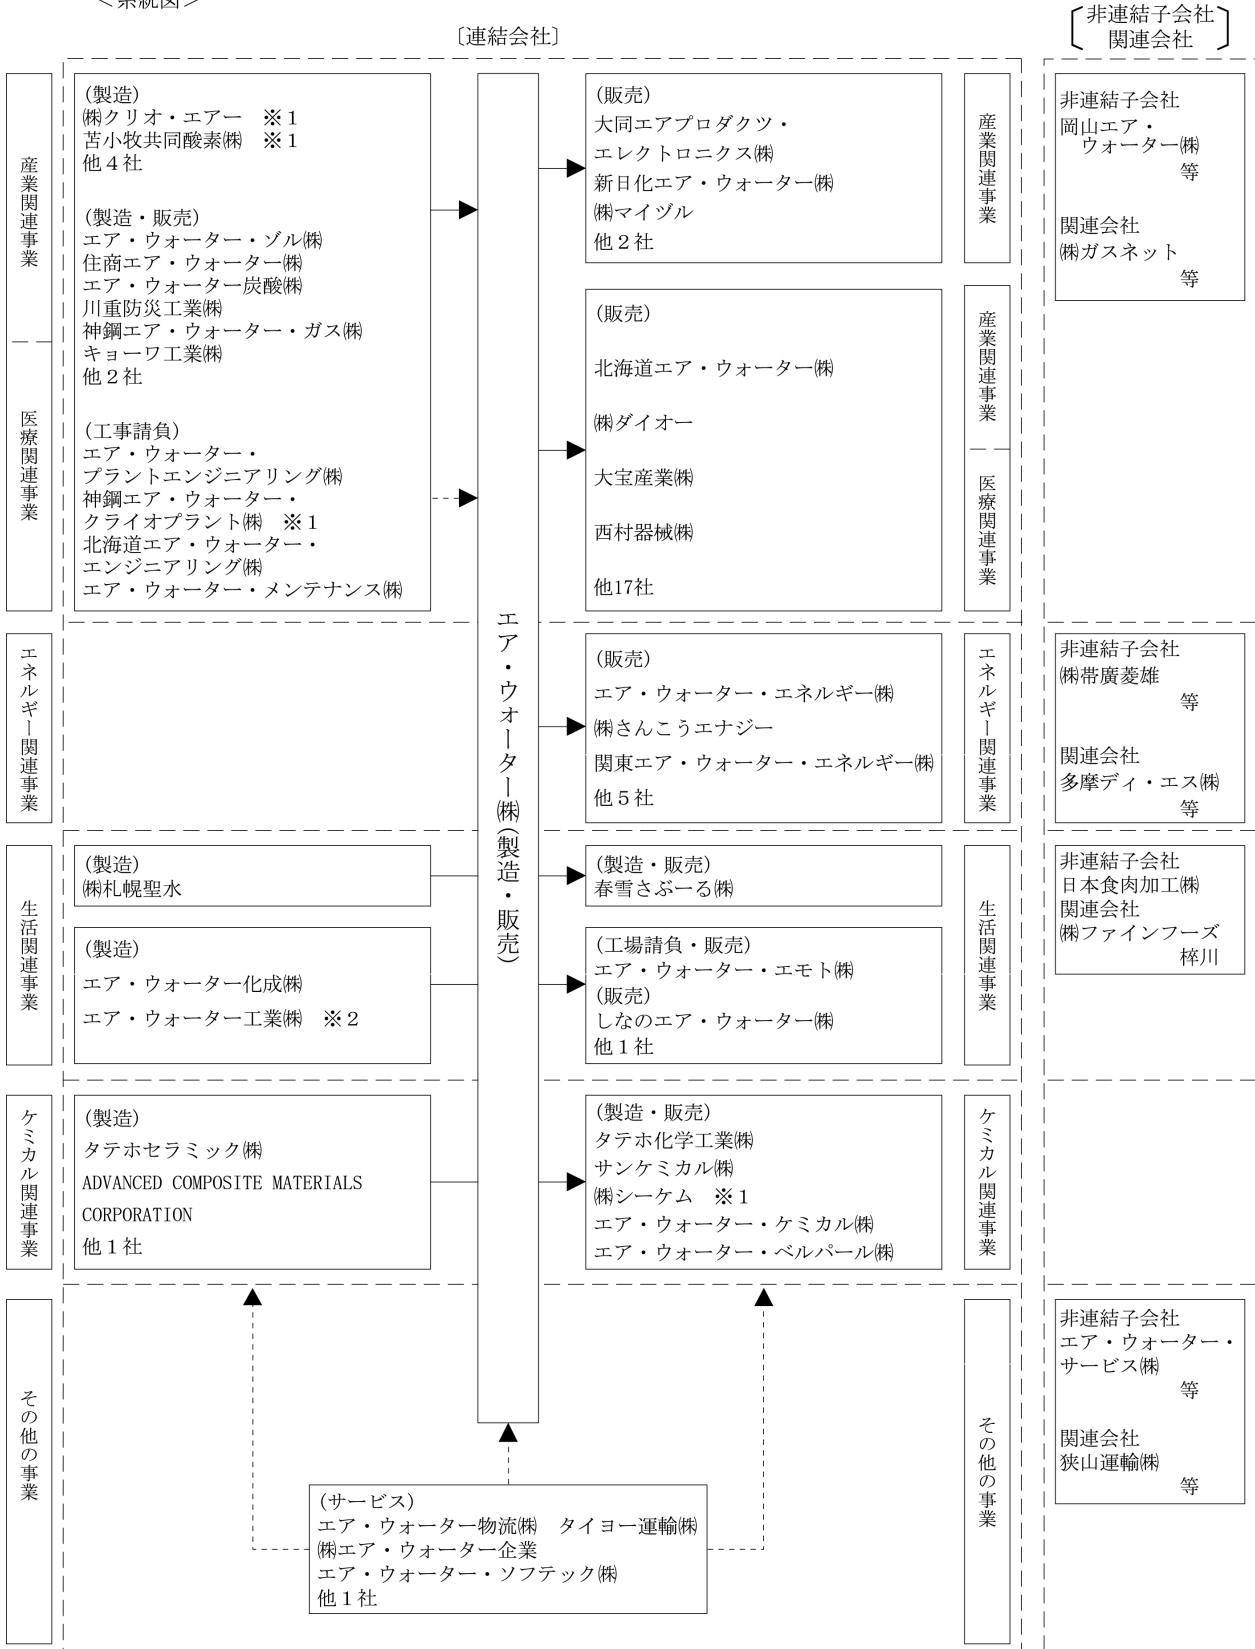 ＜系統図＞
〔連結会社〕
非連結子会社
関連会社
産業関連事業
医療関連事業
(製造)
㈱クリオ・エアー　※１
苫小牧共同酸素㈱　※１
他４社
(製造・販売)
エア・ウォーター・ゾル㈱
住商エア・ウォーター㈱
エア・ウォーター炭酸㈱
川重防災工業㈱
神鋼エア・ウォーター・ガス㈱
キョーワ工業㈱
他２社
(工事請負)
エア・ウォーター・
プラントエンジニアリング㈱
神鋼エア・ウォーター・
クライオプラント㈱　※１
北海道エア・ウォーター・
エンジニアリング㈱
エア・ウォーター・メンテナンス㈱
エア・ウォーター㈱(製造・販売)
(販売)
大同エアプロダクツ・
エレクトロニクス㈱
新日化エア・ウォーター㈱
㈱マイヅル
他２社
産業関連事業
(販売)
北海道エア・ウォーター㈱
㈱ダイオー
大宝産業㈱
西村器械㈱
他17社
産業関連事業
医療関連事業
非連結子会社
岡山エア・
ウォーター㈱
等
関連会社
㈱ガスネット
等
エネルギー関連事業
(販売)
エア・ウォーター・エネルギー㈱
㈱さんこうエナジー
関東エア・ウォーター・エネルギー㈱
他５社
エネルギー関連事業
非連結子会社
㈱帯廣菱雄
等
関連会社
多摩ディ・エス㈱
等
生活関連事業
(製造)
㈱札幌聖水
(製造)
エア・ウォーター化成㈱
エア・ウォーター工業㈱　※２
(製造・販売)
春雪さぶーる㈱
(工場請負・販売)
エア・ウォーター・エモト㈱
(販売)
しなのエア・ウォーター㈱
他１社
生活関連事業
非連結子会社
日本食肉加工㈱
関連会社
㈱ファインフーズ
梓川
ケミカル関連事業
(製造)
タテホセラミック㈱
ADVANCED COMPOSITE MATERIALS
CORPORATION
他１社
(製造・販売)
タテホ化学工業㈱
サンケミカル㈱
㈱シーケム　※１
エア・ウォーター・ケミカル㈱
エア・ウォーター・ベルパール㈱
ケミカル関連事業
その他の事業
(サービス)
エア・ウォーター物流㈱　タイヨー運輸㈱
㈱エア・ウォーター企業
エア・ウォーター・ソフテック㈱
他１社
その他の事業
非連結子会社
エア・ウォーター・
サービス㈱
等
関連会社
狭山運輸㈱
等